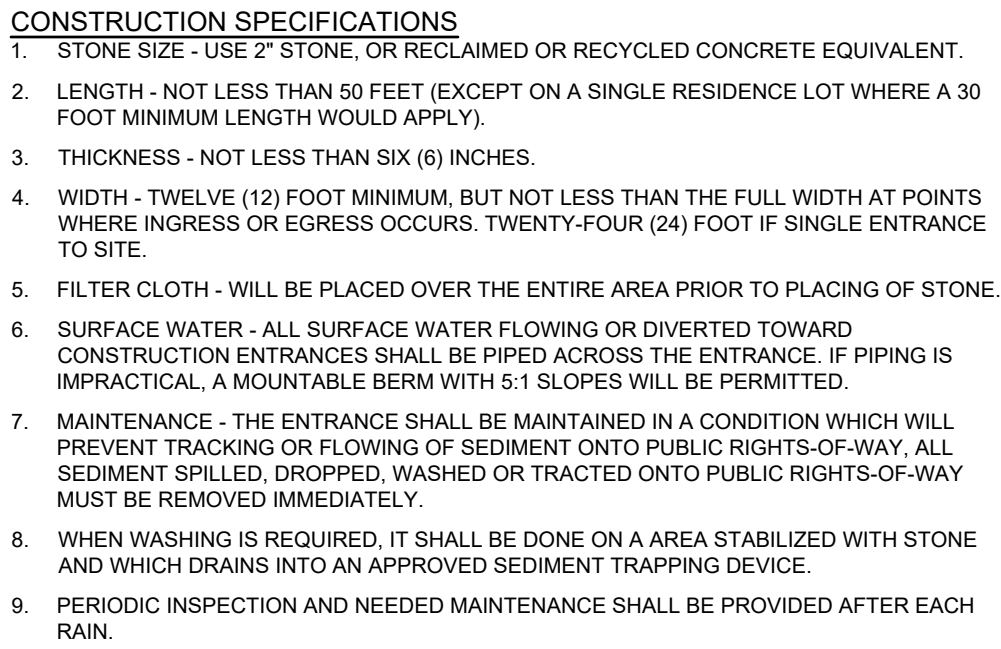 CONSTRUCTION SPECIFICATIONS
1. STONE SIZE - USE 2" STONE, OR RECLAIMED OR RECYCLED CONCRETE EQUIVALENT.
2. LENGTH - NOT LESS THAN 50 FEET (EXCEPT ON A SINGLE RESIDENCE LOT WHERE A 30
FOOT MINIMUM LENGTH WOULD APPLY).
3. THICKNESS - NOT LESS THAN SIX (6) INCHES.
4. WIDTH - TWELVE (12) FOOT MINIMUM, BUT NOT LESS THAN THE FULL WIDTH AT POINTS
WHERE INGRESS OR EGRESS OCCURS. TWENTY-FOUR (24) FOOT IF SINGLE ENTRANCE
TO SITE.
5. FILTER CLOTH - WILL BE PLACED OVER THE ENTIRE AREA PRIOR TO PLACING OF STONE.
6. SURFACE WATER - ALL SURFACE WATER FLOWING OR DIVERTED TOWARD
CONSTRUCTION ENTRANCES SHALL BE PIPED ACROSS THE ENTRANCE. IF PIPING IS
IMPRACTICAL, A MOUNTABLE BERM WITH 5:1 SLOPES WILL BE PERMITTED.
7. MAINTENANCE - THE ENTRANCE SHALL BE MAINTAINED IN A CONDITION WHICH WILL
PREVENT TRACKING OR FLOWING OF SEDIMENT ONTO PUBLIC RIGHTS-OF-WAY, ALL
SEDIMENT SPILLED, DROPPED, WASHED OR TRACTED ONTO PUBLIC RIGHTS-OF-WAY
MUST BE REMOVED IMMEDIATELY.
8. WHEN WASHING IS REQUIRED, IT SHALL BE DONE ON A AREA STABILIZED WITH STONE
AND WHICH DRAINS INTO AN APPROVED SEDIMENT TRAPPING DEVICE.
9. PERIODIC INSPECTION AND NEEDED MAINTENANCE SHALL BE PROVIDED AFTER EACH
RAIN.